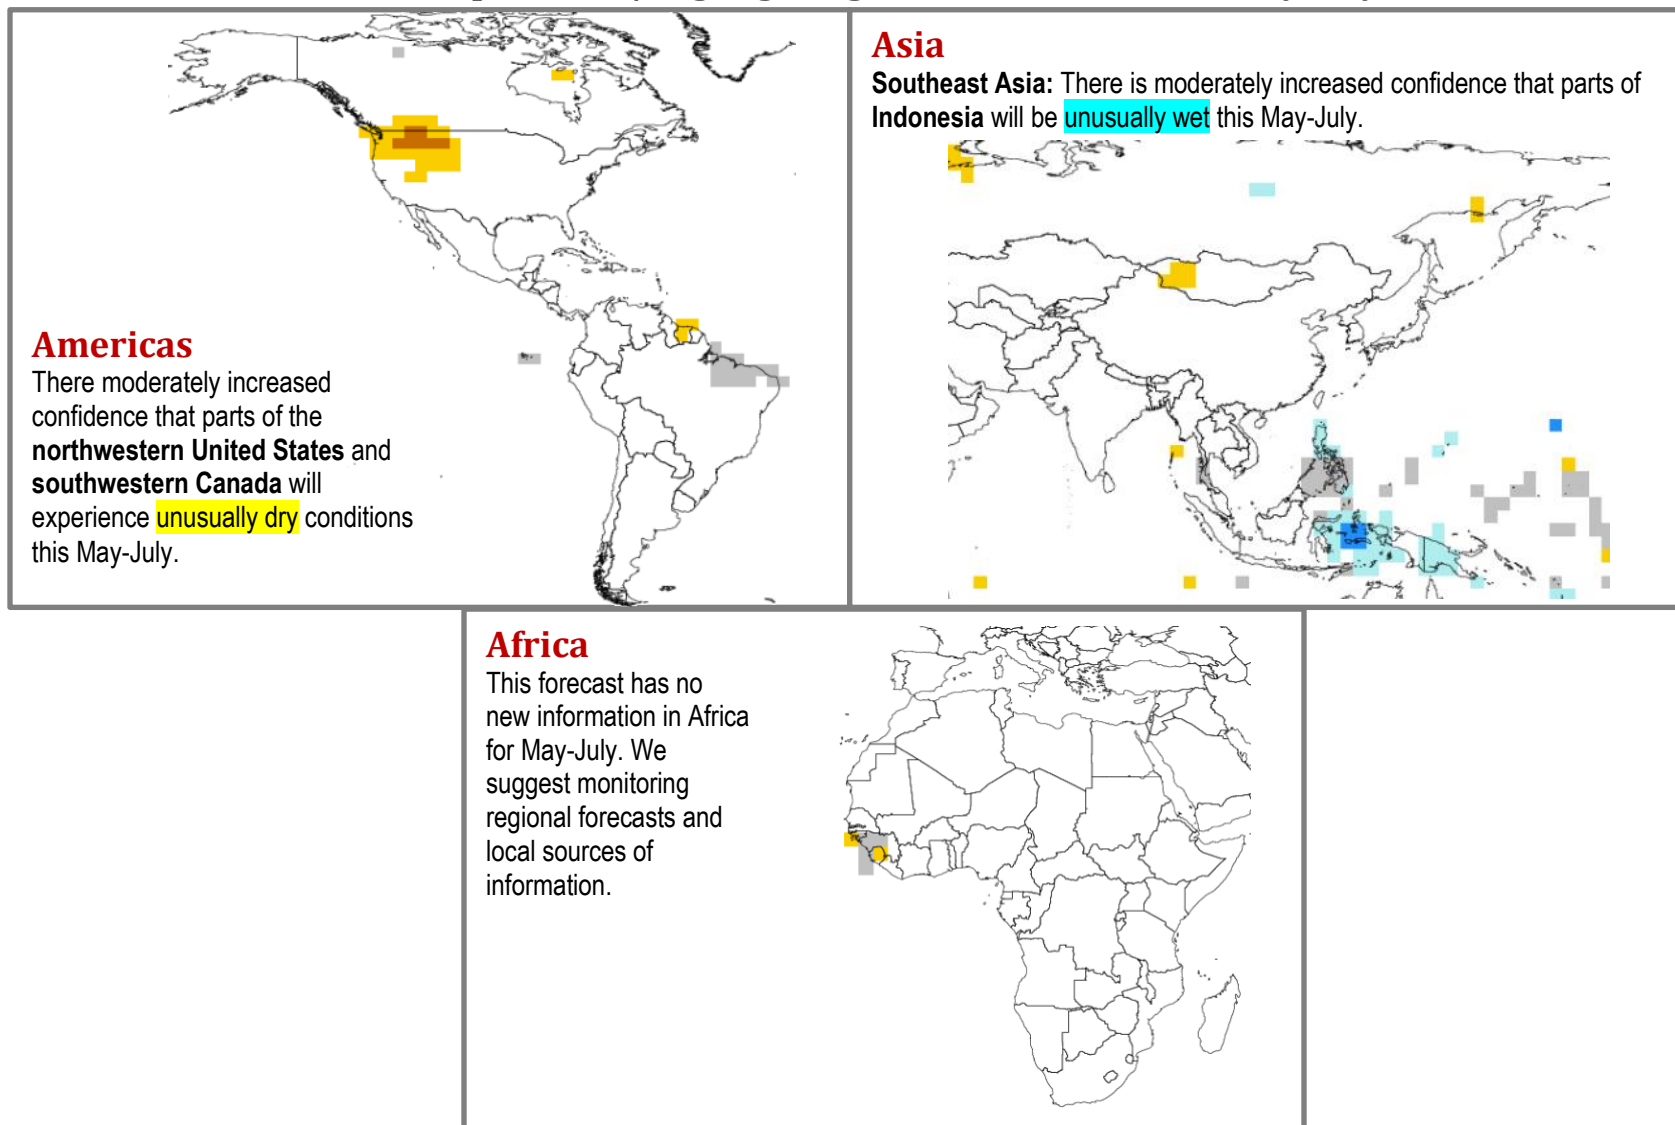 Americas
There moderately increased
confidence that parts of the
northwestern United States and
southwestern Canada will
experience unusually dry conditions
this May-July.
Asia
Southeast Asia: There is moderately increased confidence that parts of
Indonesia will be unusually wet this May-July.
Africa
This forecast has no
new information in Africa
for May-July. We
suggest monitoring
regional forecasts and
local sources of
information.